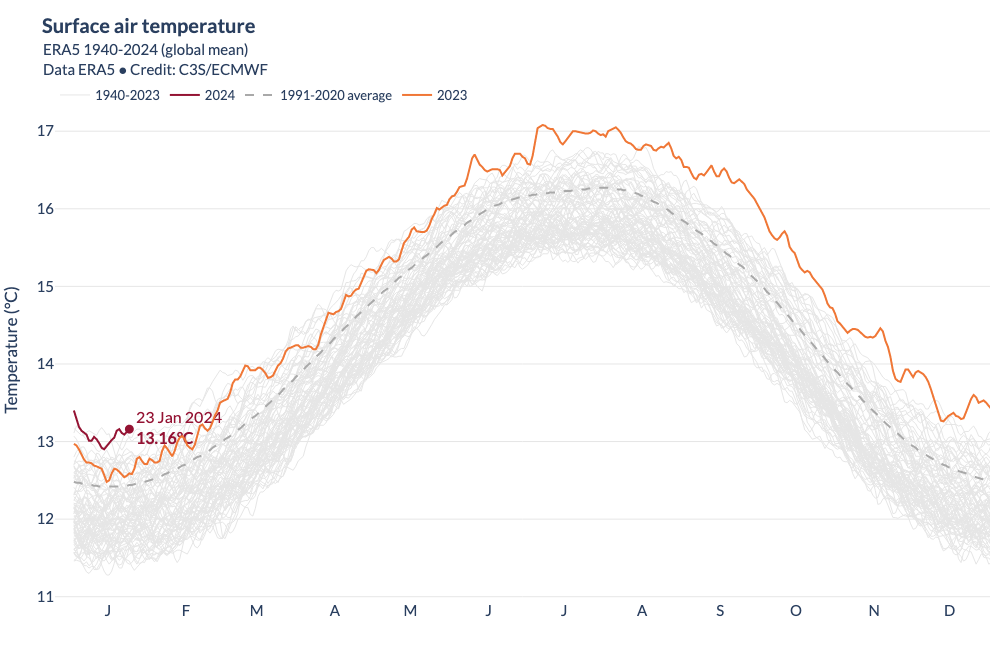 Surface air temperature
ERA5 1940-2024 (global mean)
Data ERA5 ● Credit: C3S/ECMWF
1940-2023 2024 1991-2020 average 2023
Temperature (°C)
17
16
15
14
13
12
11
23 Jan 2024
13.16°C
J F M A M J J A S O N D